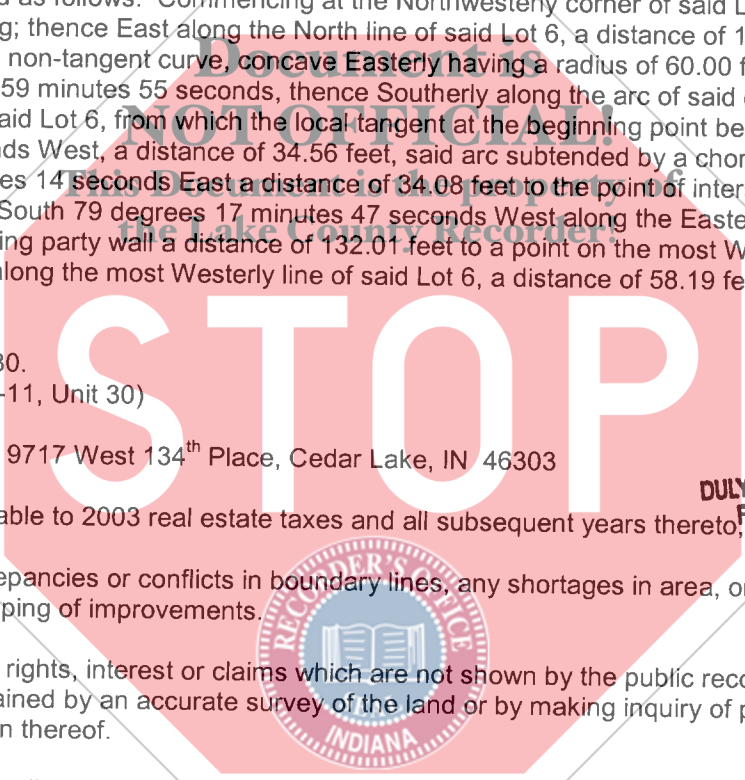 d as follows: Commencing at the Northwesterly corner of said L
g; thence East along the North line of said Lot 6, a distance of 1
non-tangent curve, concave Easterly having a radius of 60.00 f
59 minutes 55 seconds, thence Southerly along the arc of said
aid Lot 6, from which the local tangent at the beginning point be
ds West, a distance of 34.56 feet, said arc subtended by a chor
es 14 seconds East a distance of 34.08 feet to the point of inter
South 79 degrees 17 minutes 47 seconds West along the Easte
ing party wall a distance of 132.01 feet to a point on the most W
along the most Westerly line of said Lot 6, a distance of 58.19 fe
Document is
NOT OFFICIAL!
This Document is the property of
the Lake County Recorder!
STOP
30.
-11, Unit 30)
9717 West 134th Place, Cedar Lake, IN 46303
DULY
able to 2003 real estate taxes and all subsequent years thereto,
epancies or conflicts in boundary lines, any shortages in area, or
ping of improvements.
rights, interest or claims which are not shown by the public reco
ained by an accurate survey of the land or by making inquiry of p
n thereof.
RECORDER'S OFFICE
INDIANA